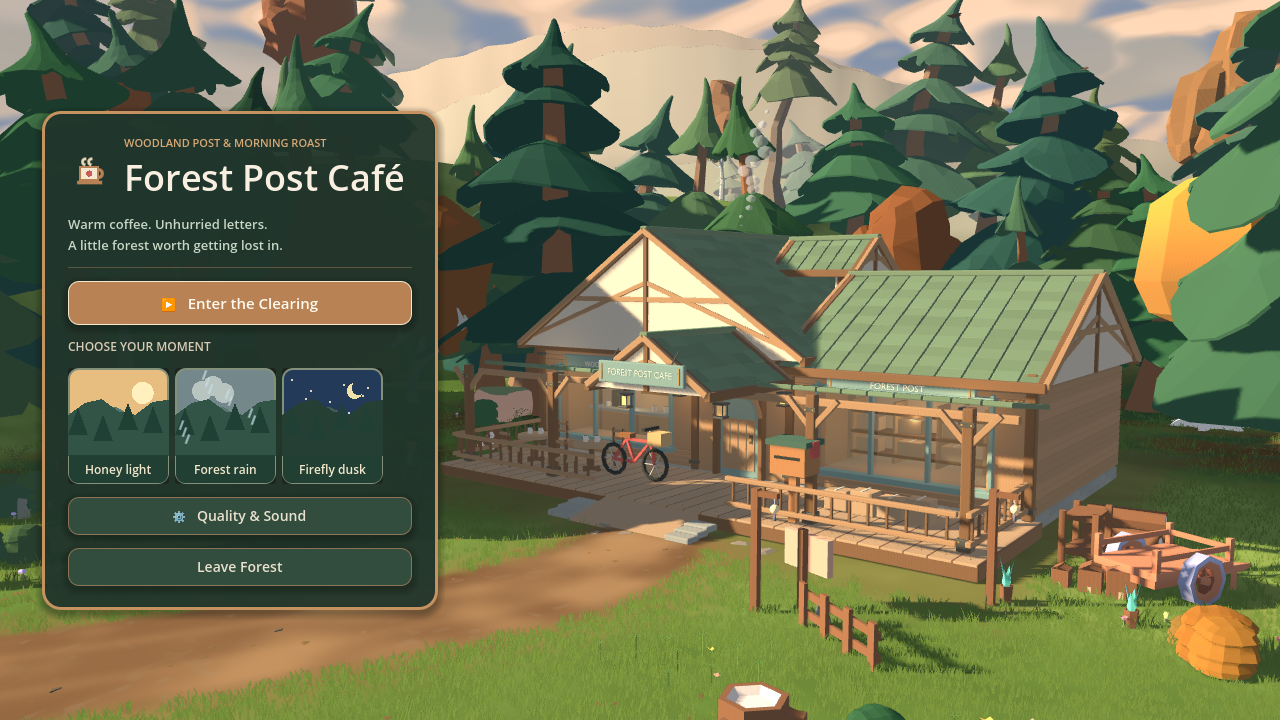 WOODLAND POST & MORNING ROAST
Forest Post Café
Warm coffee. Unhurried letters.
A little forest worth getting lost in.
Enter the Clearing
CHOOSE YOUR MOMENT
Honey light
Forest rain
Firefly dusk
Quality & Sound
Leave Forest
FOREST POST CAFÉ
FOREST POST